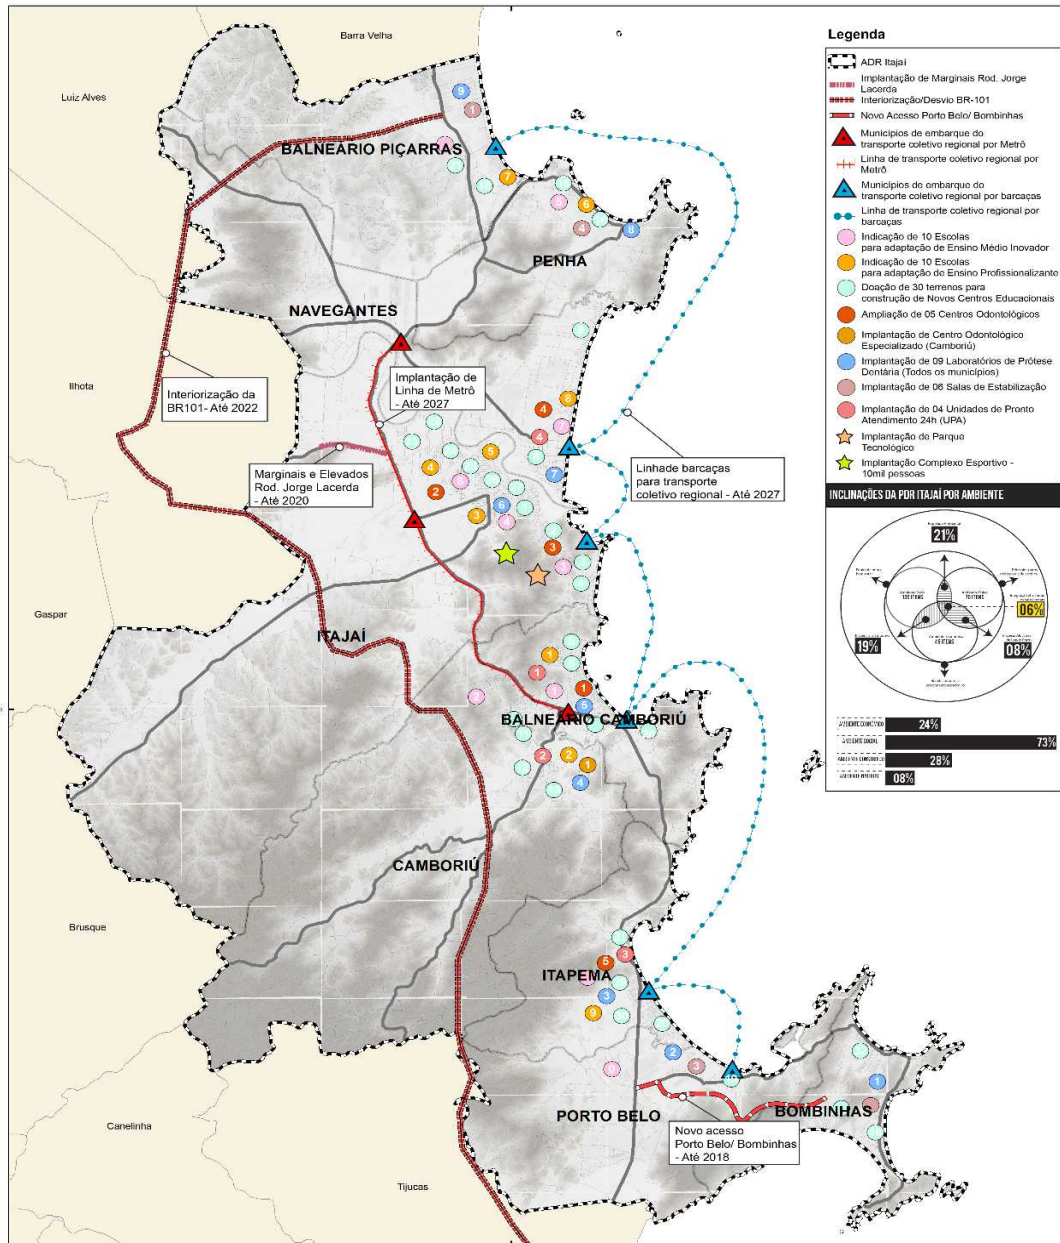 Barra Velha
Luiz Alves
BALNEÁRIO PIÇARRAS
PENHA
NAVEGANTES
Ilhota
Interiorização da
BR101- Até 2022
Implantação de
Linha de Metrô
- Até 2027
Marginais e Elevados
Rod. Jorge Lacerda
- Até 2020
Linhade barcaças
para transporte
coletivo regional - Até 2027
Gaspar
ITAJAÍ
BALNEÁRIO CAMBORIÚ
CAMBORIÚ
Brusque
ITAPEMA
PORTO BELO
BOMBINHAS
Novo acesso
Porto Belo/ Bombinhas
- Até 2018
Canelinha
Tijucas
Legenda
ADR Itajaí
Implantação de Marginais Rod. Jorge
Lacerda
Interiorização/Desvio BR-101
Novo Acesso Porto Belo/ Bombinhas
Municípios de embarque do
transporte coletivo regional por Metrô
Linha de transporte coletivo regional por
Metrô
Municípios de embarque do
transporte coletivo regional por barcaças
Linha de transporte coletivo regional por
barcaças
Indicação de 10 Escolas
para adaptação de Ensino Médio Inovador
Indicação de 10 Escolas
para adaptação de Ensino Profissionalizante
Doação de 30 terrenos para
construção de Novos Centros Educacionais
Ampliação de 05 Centros Odontológicos
Implantação de Centro Odontológico
Especializado (Camboriú)
Implantação de 09 Laboratórios de Prótese
Dentária (Todos os municípios)
Implantação de 06 Salas de Estabilização
Implantação de 04 Unidades de Pronto
Atendimento 24h (UPA)
Implantação de Parque
Tecnológico
Implantação Complexo Esportivo -
10mil pessoas
INCLINAÇÕES DA PDR ITAJAÍ POR AMBIENTE
21%
06%
19%
08%
AMBIENTE ECONÔMICO 24%
AMBIENTE SOCIAL 73%
28%
08%